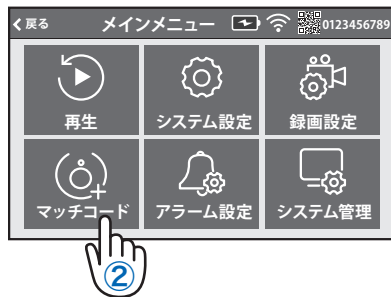 戻る メインメニュー 0123456789
再生 システム設定 録画設定
マッチコード アラーム設定 システム管理
②